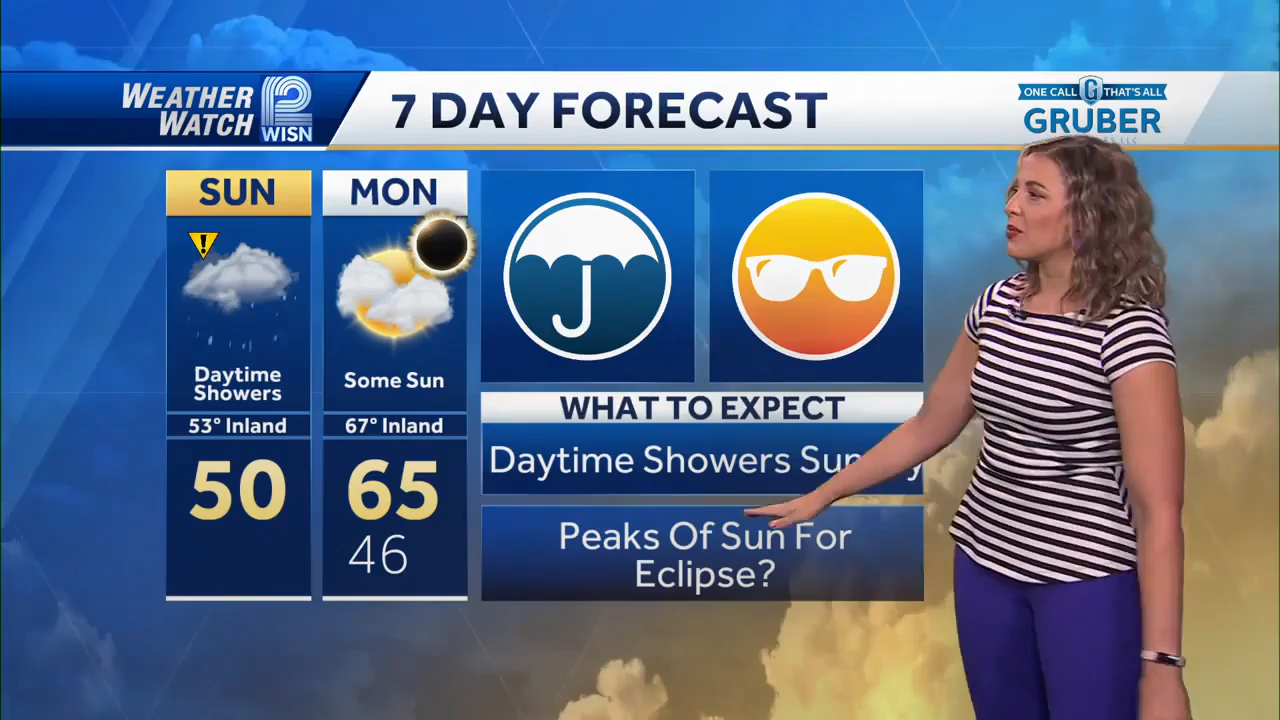 WEATHER
WATCH
12
WISN
7 DAY FORECAST
ONE CALL G THAT'S ALL
GRUBER
LLC
SUN
MON
!
Daytime
Showers
Some Sun
53° Inland
67° Inland
50
65
46
WHAT TO EXPECT
Daytime Showers
Peaks Of Sun For
Eclipse?